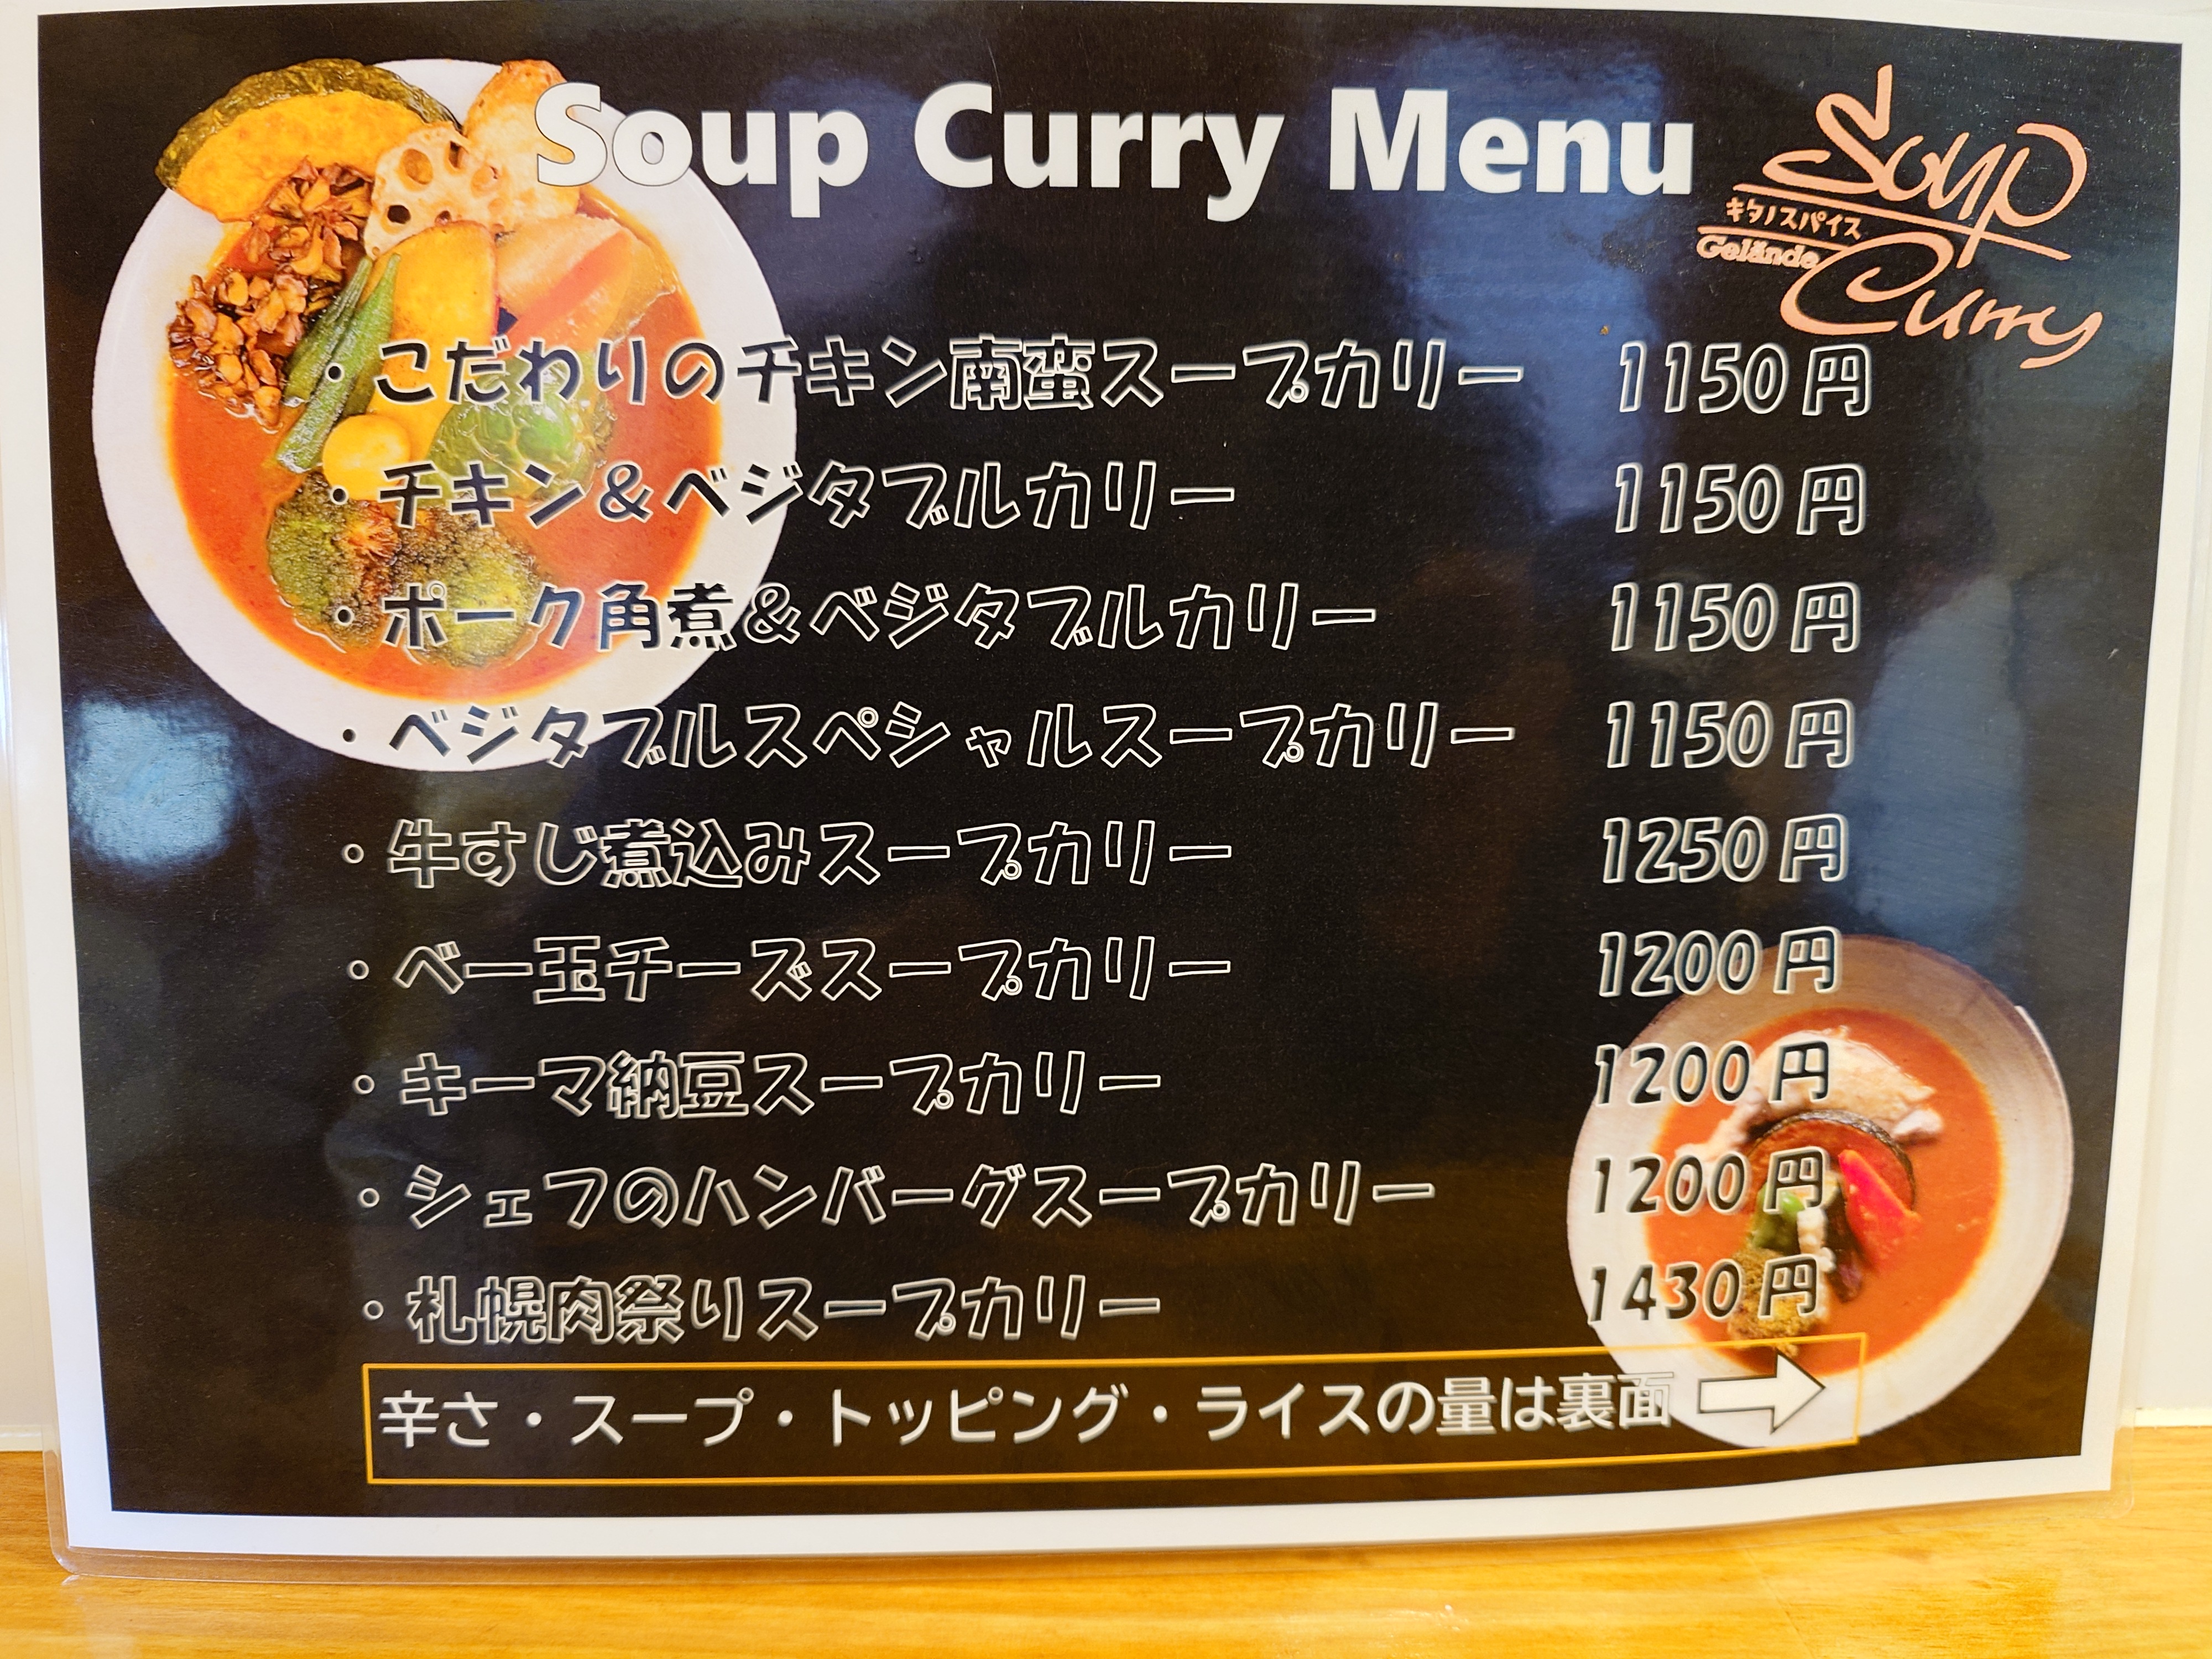 Soup Curry Menu
Soup
キタノスパイス
Gelände
Curry
・こだわりのチキン南蛮スープカリー 1150円
・チキン&ベジタブルカリー 1150円
・ポーク角煮&ベジタブルカリー 1150円
・ベジタブルスペシャルスープカリー 1150円
・牛すじ煮込みスープカリー 1250円
・ベー玉チーズスープカリー 1200円
・キーマ納豆スープカリー 1200円
・シェフのハンバーグスープカリー 1200円
・札幌肉祭りスープカリー 1430円
辛さ・スープ・トッピング・ライスの量は裏面